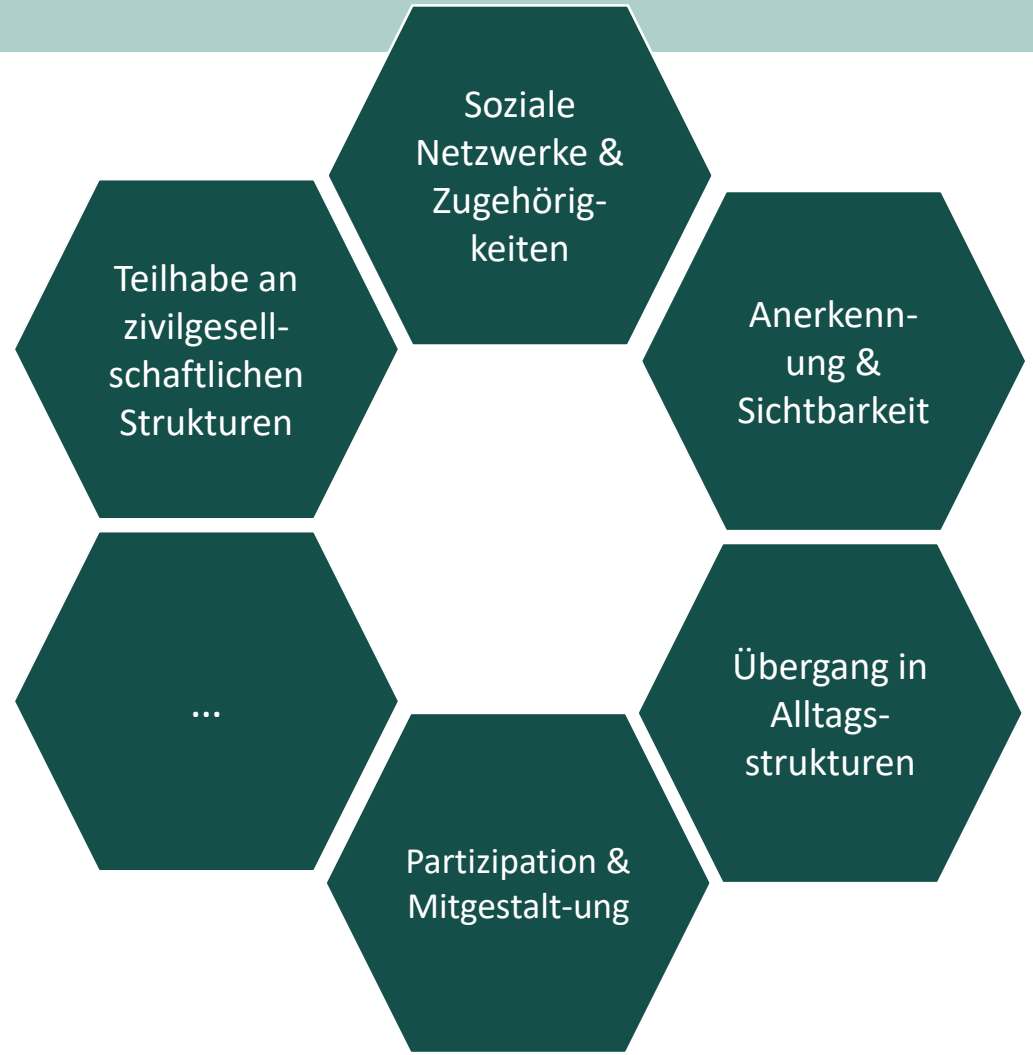 Soziale
Netzwerke &
Zugehörig-
keiten
Anerkenn-
ung &
Sichtbarkeit
Übergang in
Alltags-
strukturen
Partizipation &
Mitgestalt-ung
...
Teilhabe an
zivilgesell-
schaftlichen
Strukturen